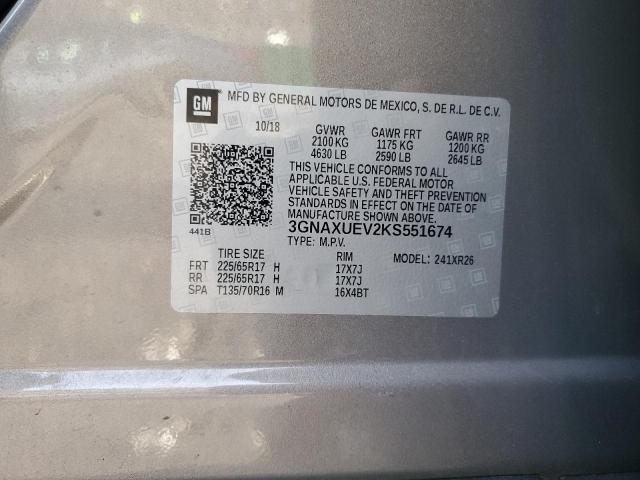 GM
MFD BY GENERAL MOTORS DE MEXICO, S. DE R.L. DE C.V.
10/18 GVWR GAWR FRT GAWR RR
2100 KG 1175 KG 1200 KG
4630 LB 2590 LB 2645 LB
THIS VEHICLE CONFORMS TO ALL
APPLICABLE U.S. FEDERAL MOTOR
VEHICLE SAFETY AND THEFT PREVENTION
STANDARDS IN EFFECT ON THE DATE OF
MANUFACTURE SHOWN ABOVE.
441B 3GNAXUEV2KS551674
TYPE: M.P.V.
TIRE SIZE RIM MODEL: 241XR26
FRT 225/65R17 H 17X7J
RR 225/65R17 H 17X7J
SPA T135/70R16 M 16X4BT